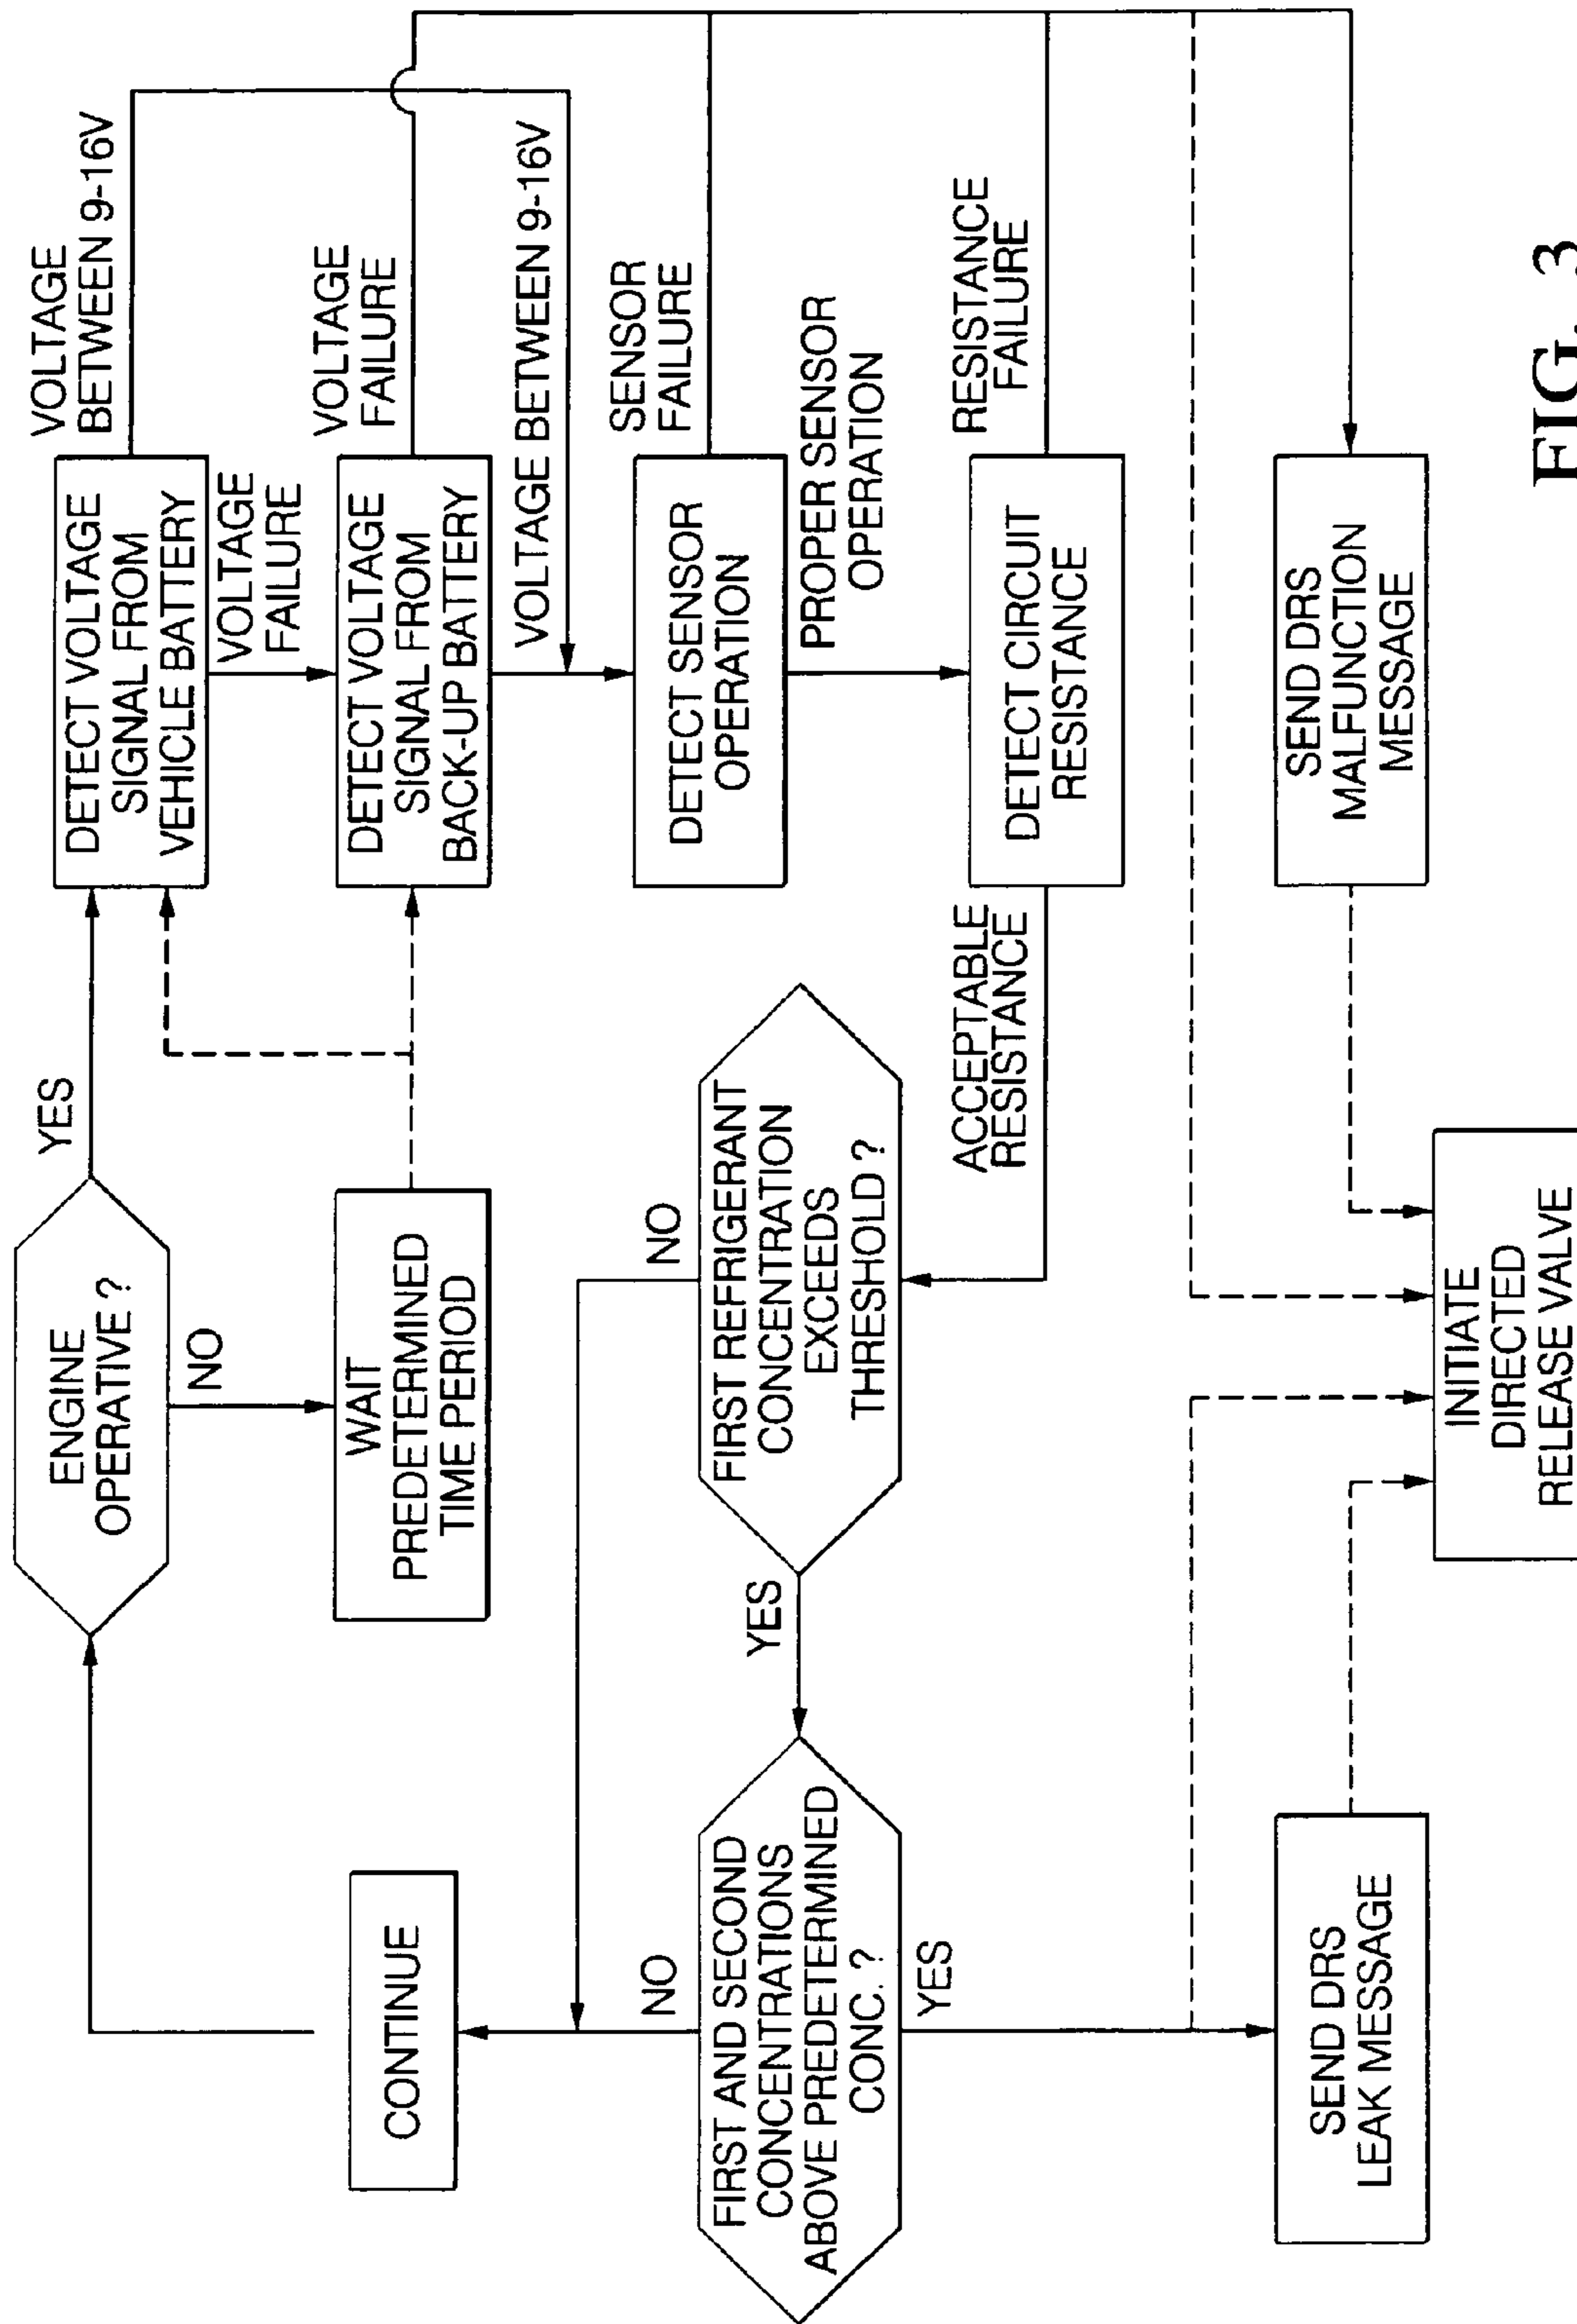 CONTINUE
ENGINE
OPERATIVE ?
YES
NO
WAIT
PREDETERMINED
TIME PERIOD
DETECT VOLTAGE
SIGNAL FROM
VEHICLE BATTERY
VOLTAGE
BETWEEN 9-16V
VOLTAGE
FAILURE
DETECT VOLTAGE
SIGNAL FROM
BACK-UP BATTERY
VOLTAGE
FAILURE
VOLTAGE BETWEEN 9-16V
DETECT SENSOR
OPERATION
SENSOR
FAILURE
PROPER SENSOR
OPERATION
DETECT CIRCUIT
RESISTANCE
RESISTANCE
FAILURE
ACCEPTABLE
RESISTANCE
FIRST REFRIGERANT
CONCENTRATION
EXCEEDS
THRESHOLD ?
NO
YES
FIRST AND SECOND
CONCENTRATIONS
ABOVE PREDETERMINED
CONC. ?
NO
YES
SEND DRS
LEAK MESSAGE
SEND DRS
MALFUNCTION
MESSAGE
INITIATE
DIRECTED
RELEASE VALVE
FIG. 3